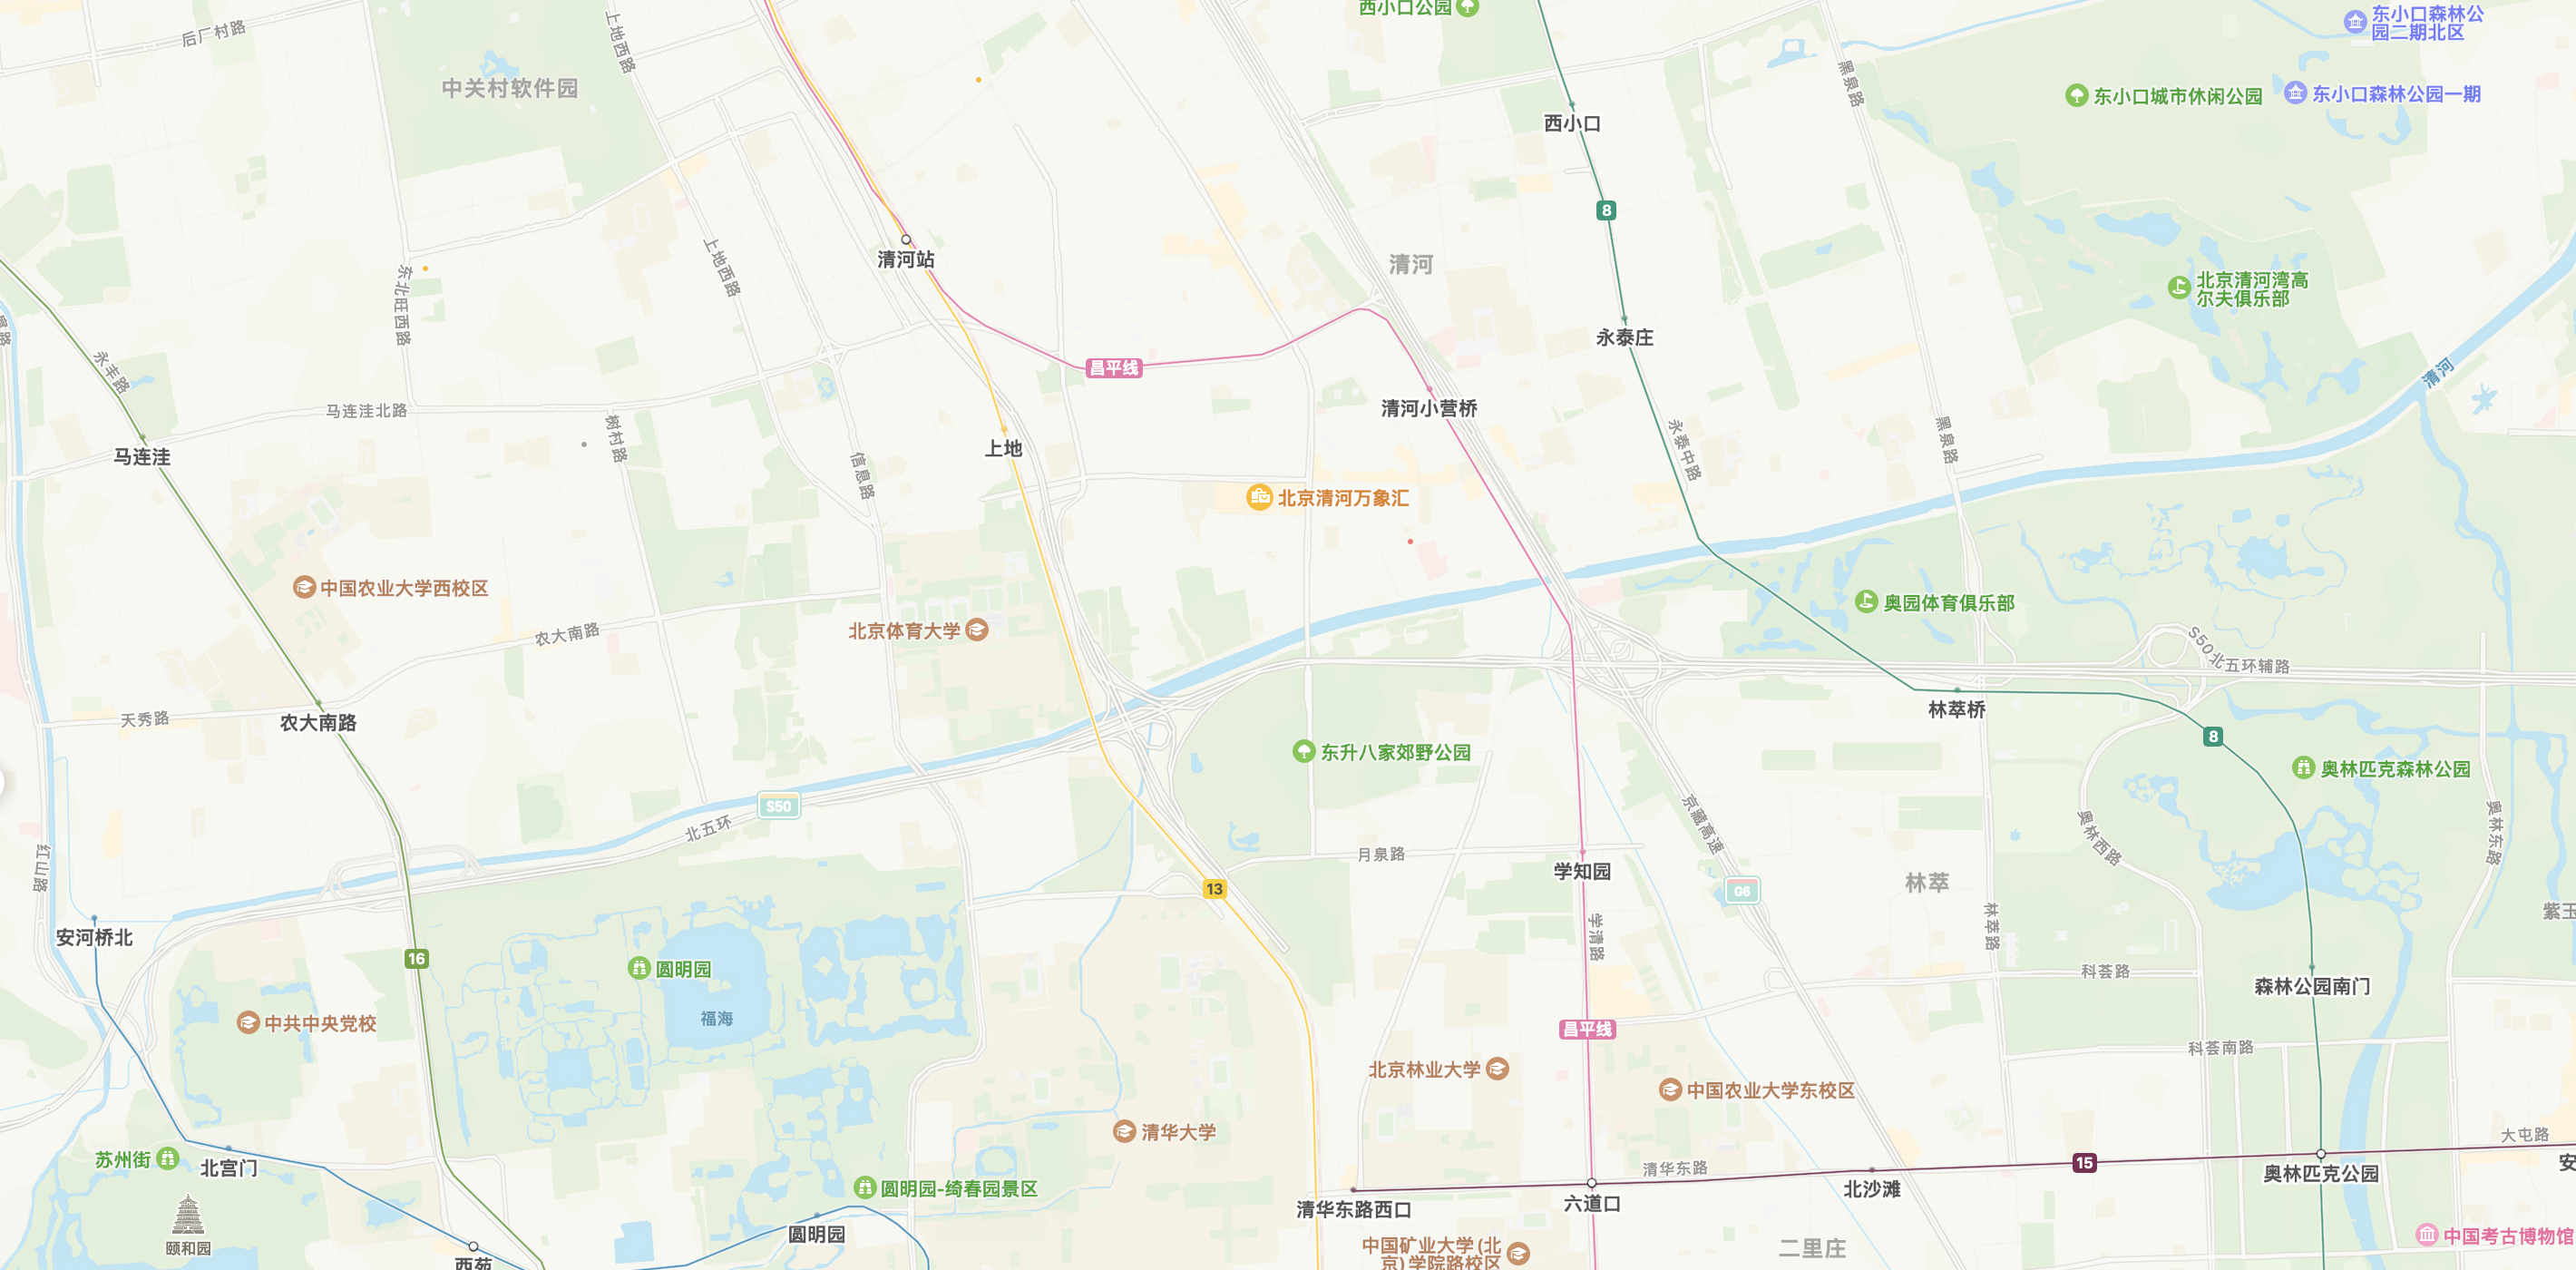 西小口公园
东小口森林公
园二期北区
后厂村路
上地西路
中关村软件园
黑泉路
东小口城市休闲公园
东小口森林公园一期
西小口
8
清河站
清河
上地西路
东北旺西路
北京清河湾高
尔夫俱乐部
永泰庄
昌平线
永丰路
清河
马连洼北路
清河小营桥
树村路
马连洼
上地
信息路
永泰中路
黑泉路
北京清河万象汇
中国农业大学西校区
农大南路
北京体育大学
奥园体育俱乐部
S50北五环辅路
天秀路
农大南路
林萃桥
8
东升八家郊野公园
奥林匹克森林公园
S50
北五环
京藏高速
奥林西路
奥林东路
红山路
月泉路
学知园
13
G6
林萃
紫玉
安河桥北
16
圆明园
学清路
林萃路
科荟路
森林公园南门
福海
中共中央党校
昌平线
科荟南路
北京林业大学
中国农业大学东校区
清华大学
大屯路
苏州街
北宫门
清华东路
15
奥林匹克公园
安
圆明园-绮春园景区
北沙滩
清华东路西口
六道口
圆明园
颐和园
中国矿业大学(北
京)学院路校区
二里庄
中国考古博物馆
西苑